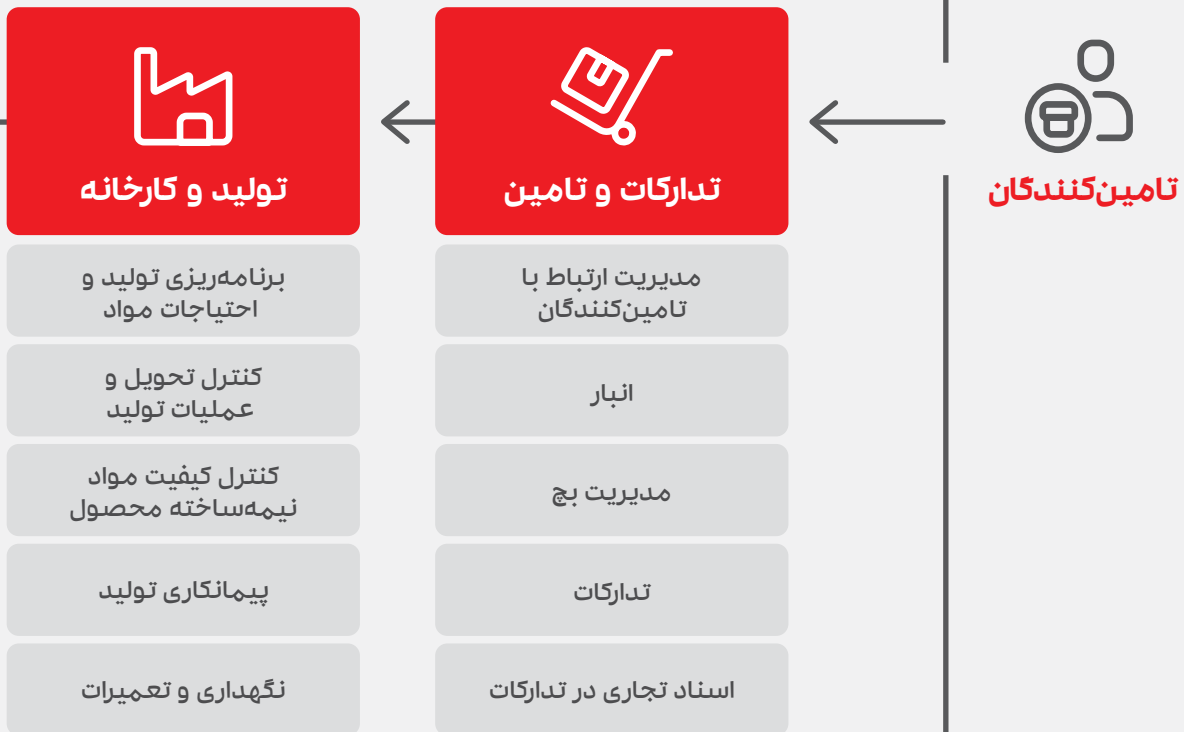 تامین‌کنندگان
تدارکات و تامین
مدیریت ارتباط با
تامین‌کنندگان
انبار
مدیریت بچ
تدارکات
اسناد تجاری در تدارکات
تولید و کارخانه
برنامه‌ریزی تولید و
احتیاجات مواد
کنترل تحویل و
عملیات تولید
کنترل کیفیت مواد
نیمه‌ساخته محصول
پیمانکاری تولید
نگهداری و تعمیرات